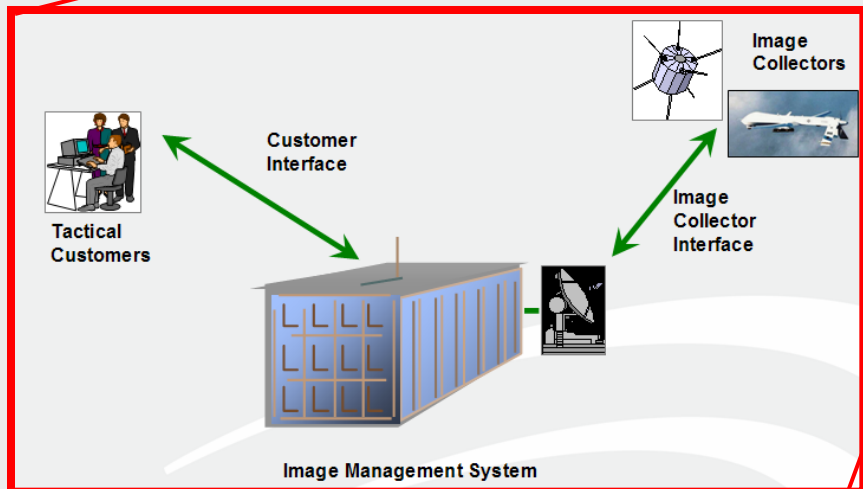 Image
Collectors
Customer
Interface
Tactical
Customers
Image
Collector
Interface
Image Management System